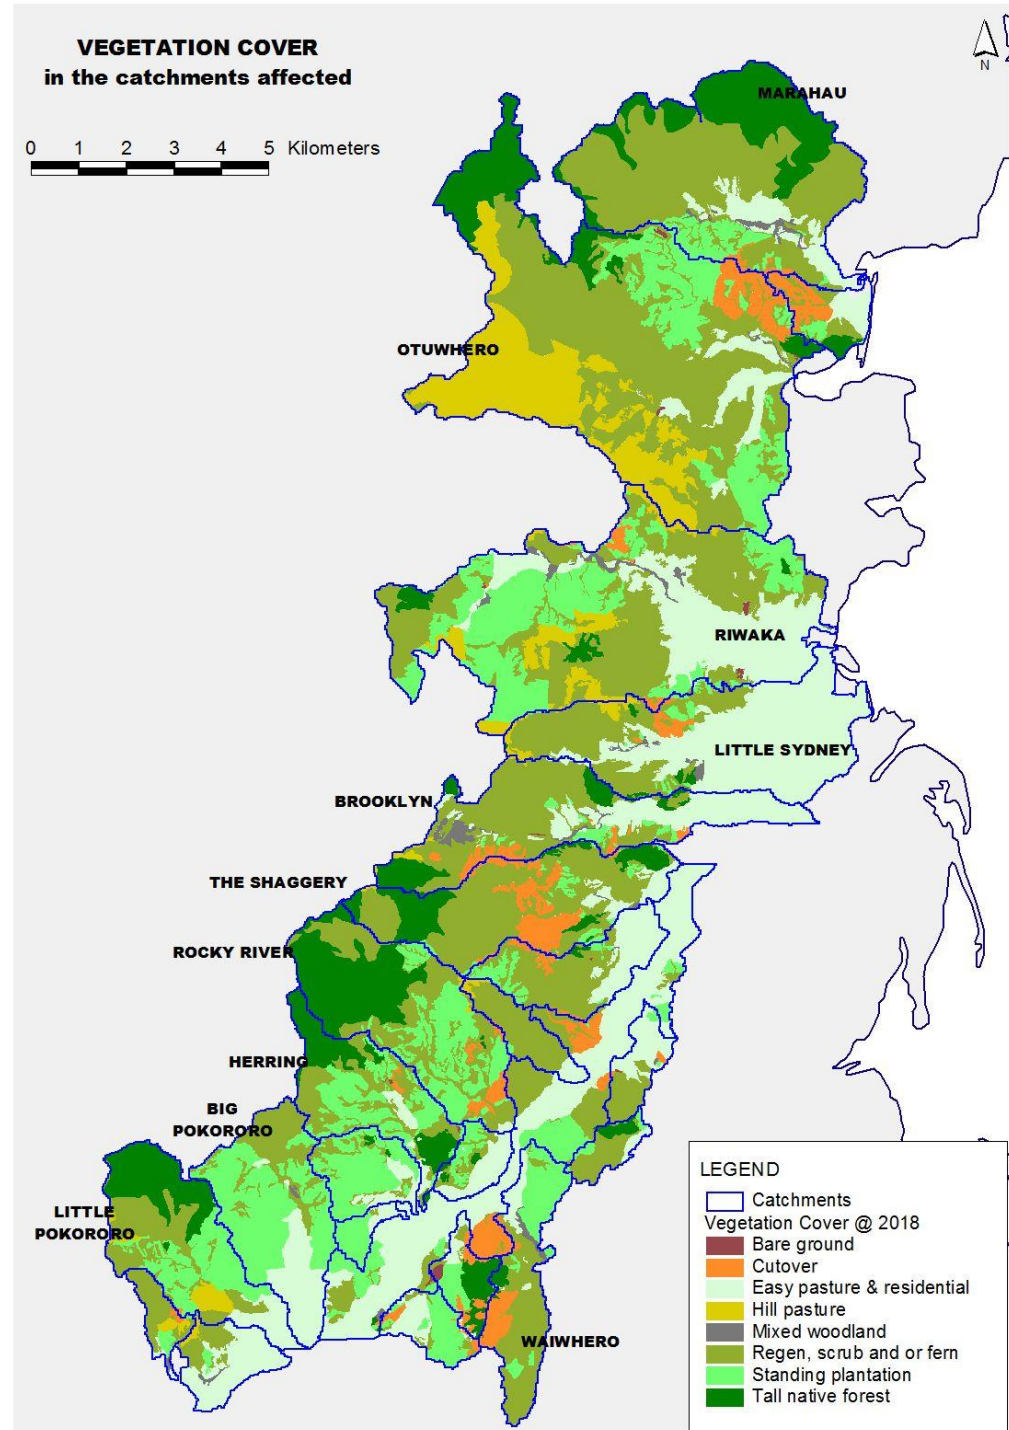 VEGETATION COVER
in the catchments affected
0 1 2 3 4 5 Kilometers
N
MARAHAU
OTUWHERO
RIWAKA
LITTLE SYDNEY
BROOKLYN
THE SHAGGERY
ROCKY RIVER
HERRING
BIG
POKORORO
LITTLE
POKORORO
WAIWHERO
LEGEND
Catchments
Vegetation Cover @ 2018
Bare ground
Cutover
Easy pasture & residential
Hill pasture
Mixed woodland
Regen, scrub and or fern
Standing plantation
Tall native forest